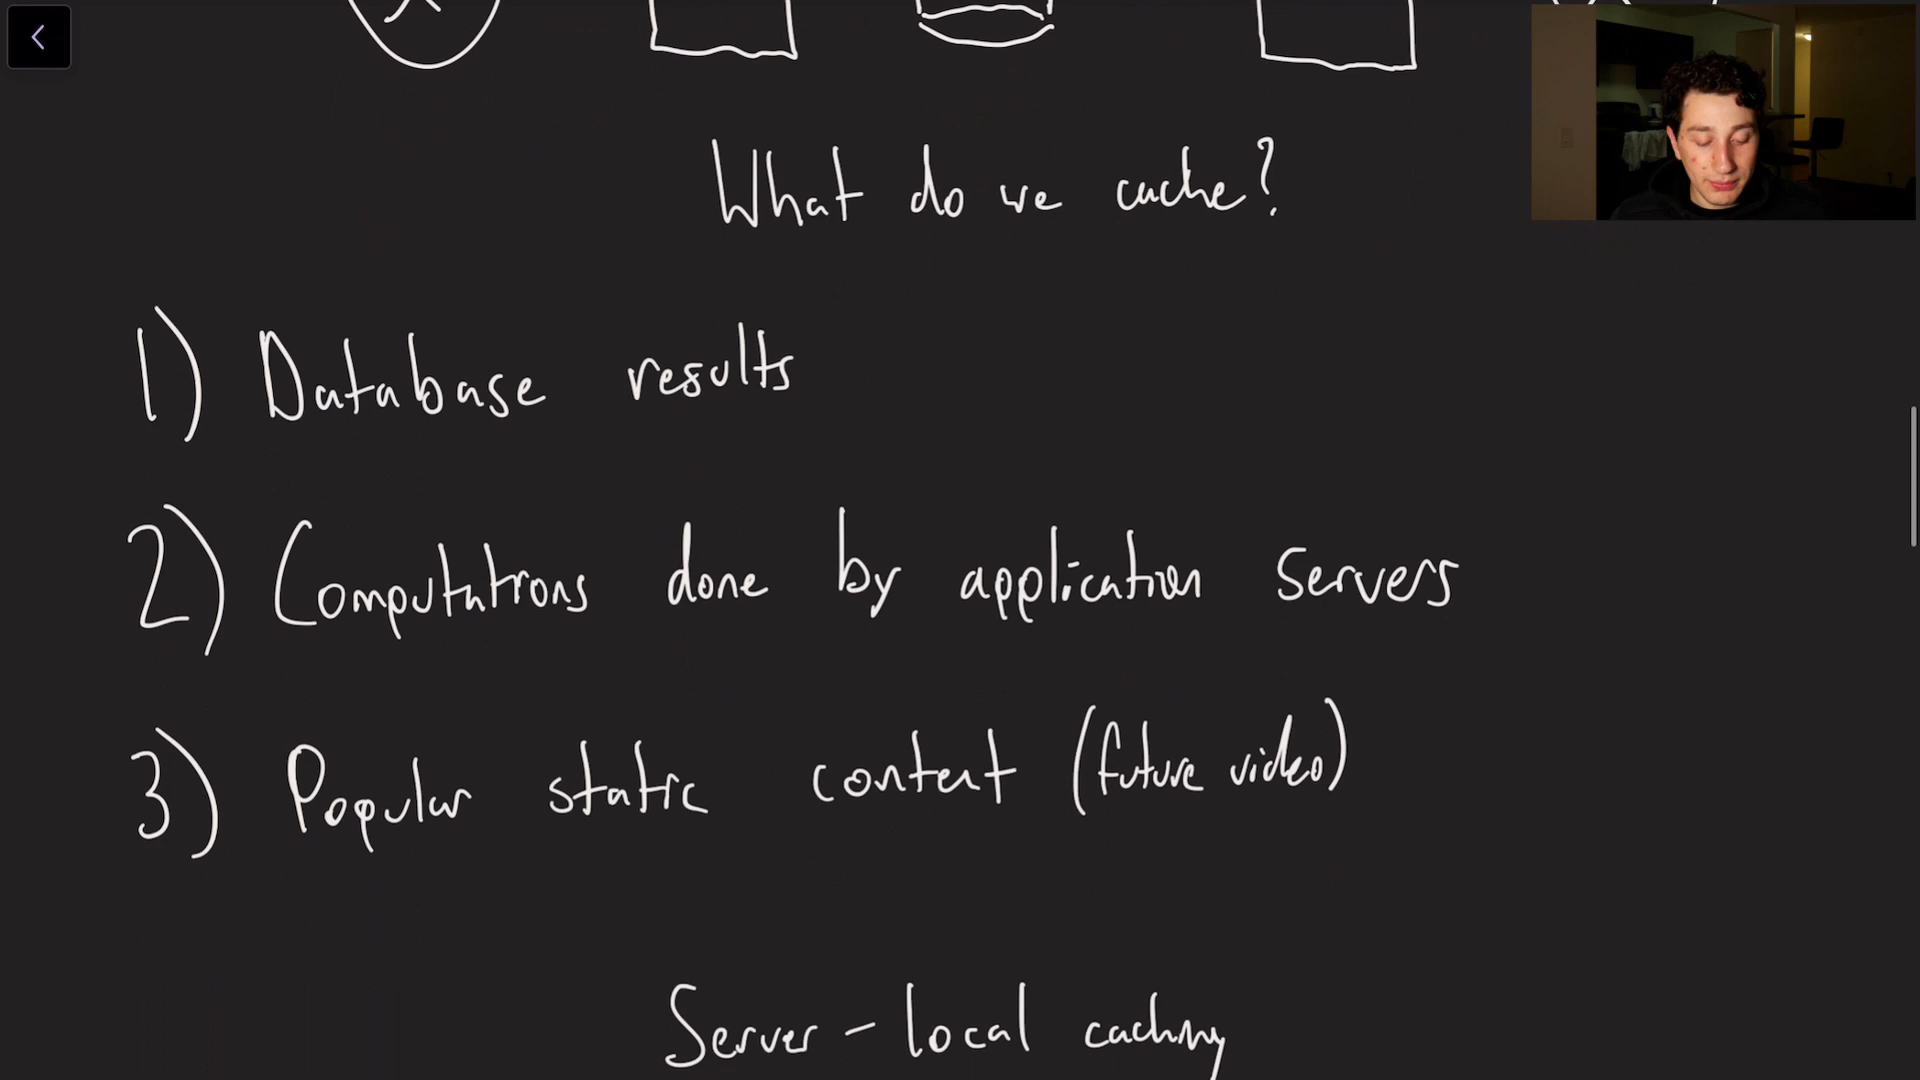 What do we cache?
1) Database results
2) Computations done by application servers
3) Popular static content (future video)
Server - local caching